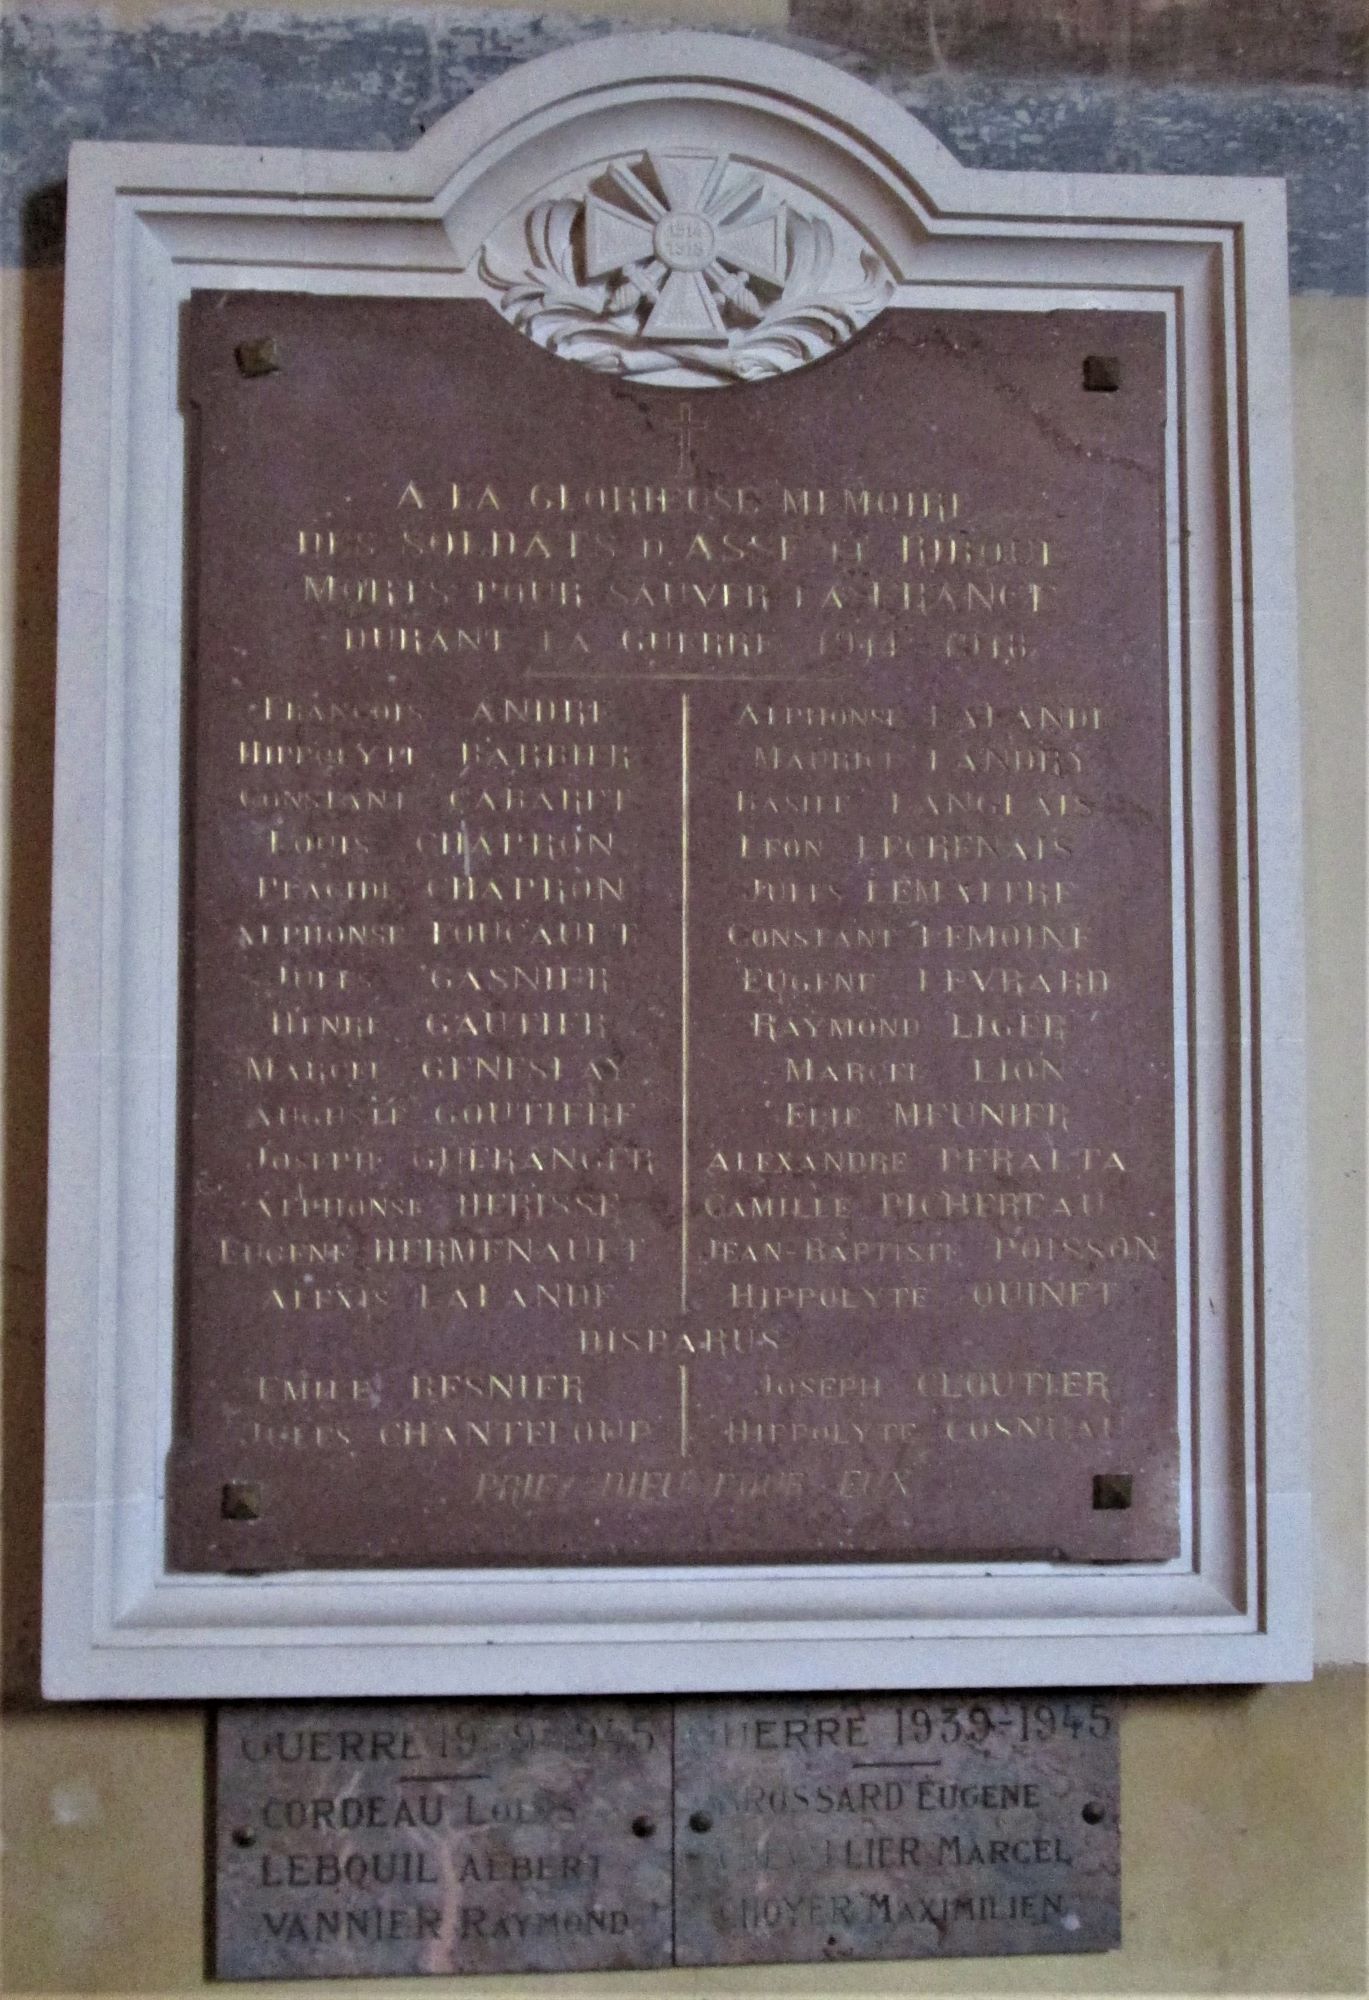 1914
1918
A LA GLORIEUSE MEMOIRE
DES SOLDATS D'ASSE LE RIBOUL
MORTS POUR SAUVER LA FRANCE
DURANT LA GUERRE 1914-1918
FRANÇOIS ANDRE
HIPPOLYTE BARBIER
CONSTANT CABARET
LOUIS CHAPRON
PLACIDE CHAPRON
ALPHONSE FOUCAULT
JULES GASNIER
HENRI GAUTIER
MARCEL GENESLAY
AUGUSTE GOUTIERE
JOSEPH GUERANGER
ALPHONSE HERISSE
EUGENE HERMENAULT
ALEXIS LALANDE
ALPHONSE LALANDE
MAURICE LANDRY
BASILE LANGLAIS
LEON LECRENAIS
JULES LEMAITRE
CONSTANT LEMOINE
EUGENE LEVRARD
RAYMOND LIGER
MARCEL LION
ELIE MEUNIER
ALEXANDRE PERALTA
CAMILLE PICHEREAU
JEAN-BAPTISTE POISSON
HIPPOLYTE QUINET
DISPARUS
EMILE BESNIER
JULES CHANTELOUP
JOSEPH CLOUTIER
HIPPOLYTE COSNUAU
PRIEZ DIEU POUR EUX
GUERRE 1939-1945
CORDEAU LOUIS
LEBOUIL ALBERT
VANNIER RAYMOND
GUERRE 1939-1945
BROSSARD EUGENE
CHEVALLIER MARCEL
CHOYER MAXIMILIEN